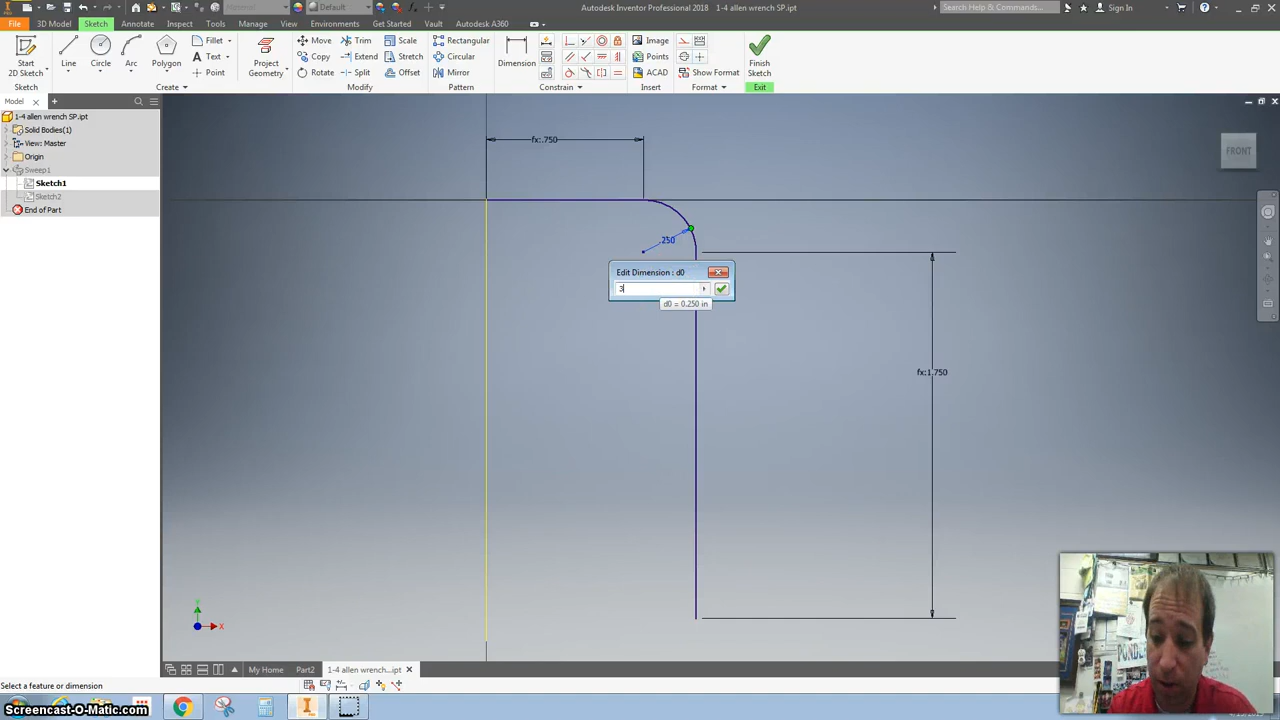 Autodesk Inventor Professional 2018  1-4 allen wrench SP.ipt
Search Help & Commands...
Sign In
Material
Default
File
3D Model
Sketch
Annotate
Inspect
Tools
Manage
View
Environments
Get Started
Vault
Autodesk A360
Start
2D Sketch
Line
Circle
Arc
Polygon
Fillet
Text
Point
Project
Geometry
Move
Copy
Rotate
Trim
Extend
Split
Scale
Stretch
Offset
Rectangular
Circular
Mirror
Dimension
Image
Points
ACAD
Show Format
Finish
Sketch
Sketch
Create
Modify
Pattern
Constrain
Insert
Format
Exit
Model
1-4 allen wrench SP.ipt
Solid Bodies(1)
View: Master
Origin
Sweep1
Sketch1
Sketch2
End of Part
fx:.750
.250
Edit Dimension : d0
3
d0 = 0.250 in
fx:1.750
FRONT
Y
X
My Home
Part2
1-4 allen wrench...ipt
Select a feature or dimension
Screencast-O-Matic.com